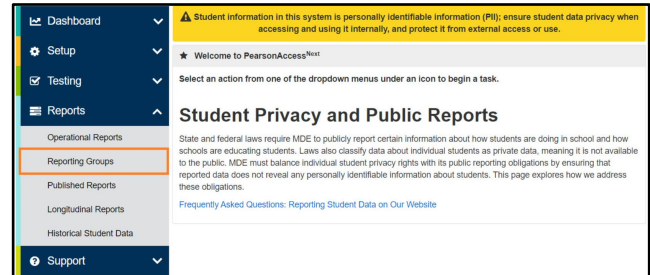 Dashboard
Setup
Testing
Reports
Operational Reports
Reporting Groups
Published Reports
Longitudinal Reports
Historical Student Data
Support
Student information in this system is personally identifiable information (PII); ensure student data privacy when
accessing and using it internally, and protect it from external access or use.
Welcome to PearsonAccessNext
Select an action from one of the dropdown menus under an icon to begin a task.
Student Privacy and Public Reports
State and federal laws require MDE to publicly report certain information about how students are doing in school and how
schools are educating students. Laws also classify data about individual students as private data, meaning it is not available
to the public. MDE must balance individual student privacy rights with its public reporting obligations by ensuring that
reported data does not reveal any personally identifiable information about students. This page explores how we address
these obligations.
Frequently Asked Questions: Reporting Student Data on Our Website